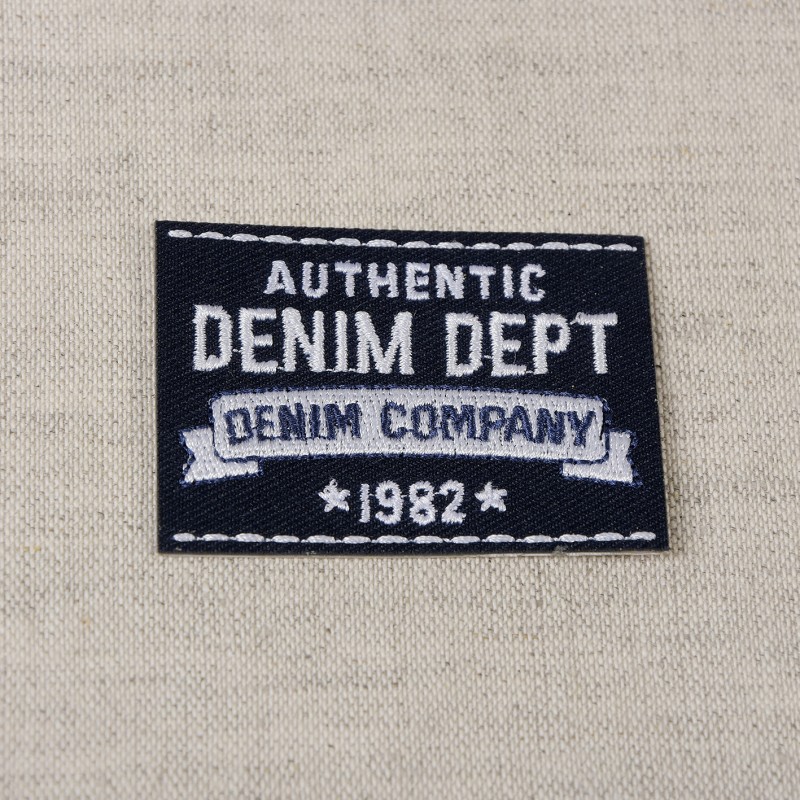 AUTHENTIC
DENIM DEPT
DENIM COMPANY
★1982★